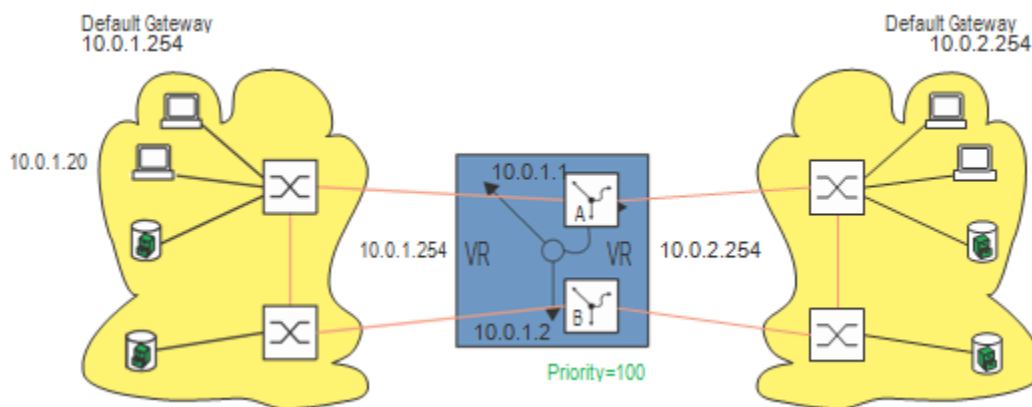 Default Gateway
10.0.1.254
Default Gateway
10.0.2.254
10.0.1.20
10.0.1.1
A
10.0.1.254
VR
VR
10.0.2.254
B
10.0.1.2
Priority=100